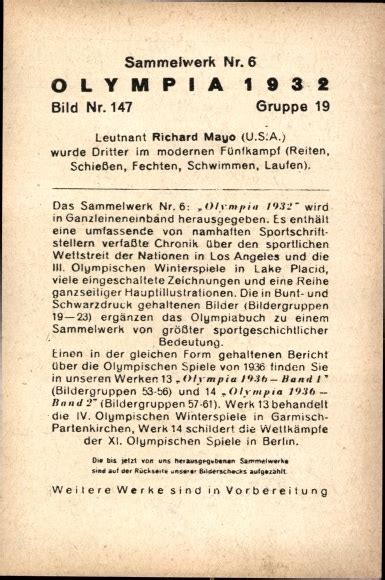 Sammelwerk Nr. 6
OLYMPIA 1932
Bild Nr. 147 Gruppe 19
Leutnant Richard Mayo (U.S.A.)
wurde Dritter im modernen Fünfkampf (Reiten,
Schießen, Fechten, Schwimmen, Laufen).
Das Sammelwerk Nr. 6: „Olympia 1932" wird
in Ganzleineneinband herausgegeben. Es enthält
eine umfassende von namhaften Sportschrift-
stellern verfaßte Chronik über den sportlichen
Wettstreit der Nationen in Los Angeles und die
III. Olympischen Winterspiele in Lake Placid,
viele eingeschaltete Zeichnungen und eine Reihe
ganzseitiger Hauptillustrationen. Die in Bunt- und
Schwarzdruck gehaltenen Bilder (Bildergruppen
19—23) ergänzen das Olympiabuch zu einem
Sammelwerk von größter sportgeschichtlicher
Bedeutung.
Einen in der gleichen Form gehaltenen Bericht
über die Olympischen Spiele von 1936 finden Sie
in unseren Werken 13 „Olympia 1936 – Band 1"
(Bildergruppen 53-56) und 14 „Olympia 1936 –
Band 2" (Bildergruppen 57-61). Werk 13 behandelt
die IV. Olympischen Winterspiele in Garmisch-
Partenkirchen, Werk 14 schildert die Wettkämpfe
der XI. Olympischen Spiele in Berlin.
Die bis jetzt von uns herausgegebenen Sammelwerke
sind auf der Rückseite unserer Bilderschecks aufgezählt.
Weitere Werke sind in Vorbereitung